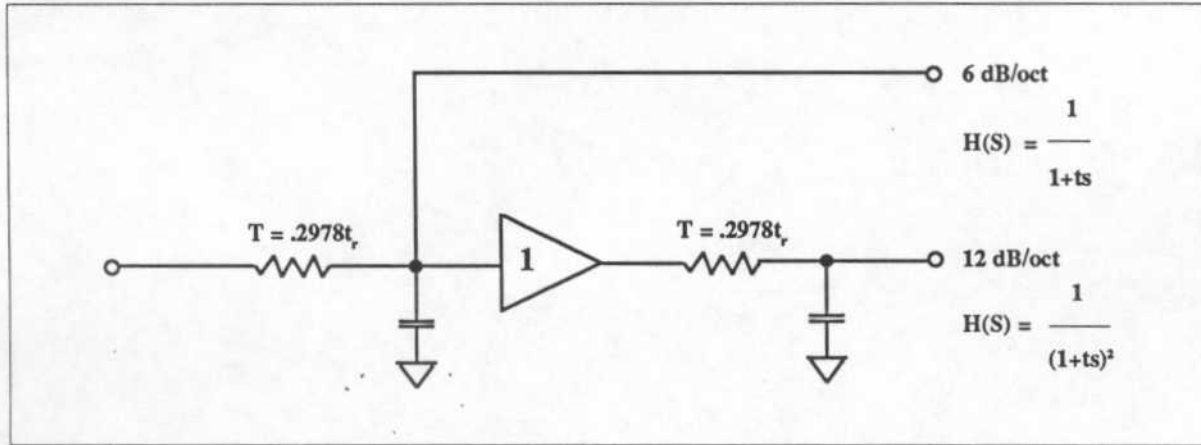 6 dB/oct
H(S) = 1
1+ts
T = .2978tᵣ
1
T = .2978tᵣ
12 dB/oct
H(S) = 1
(1+ts)²